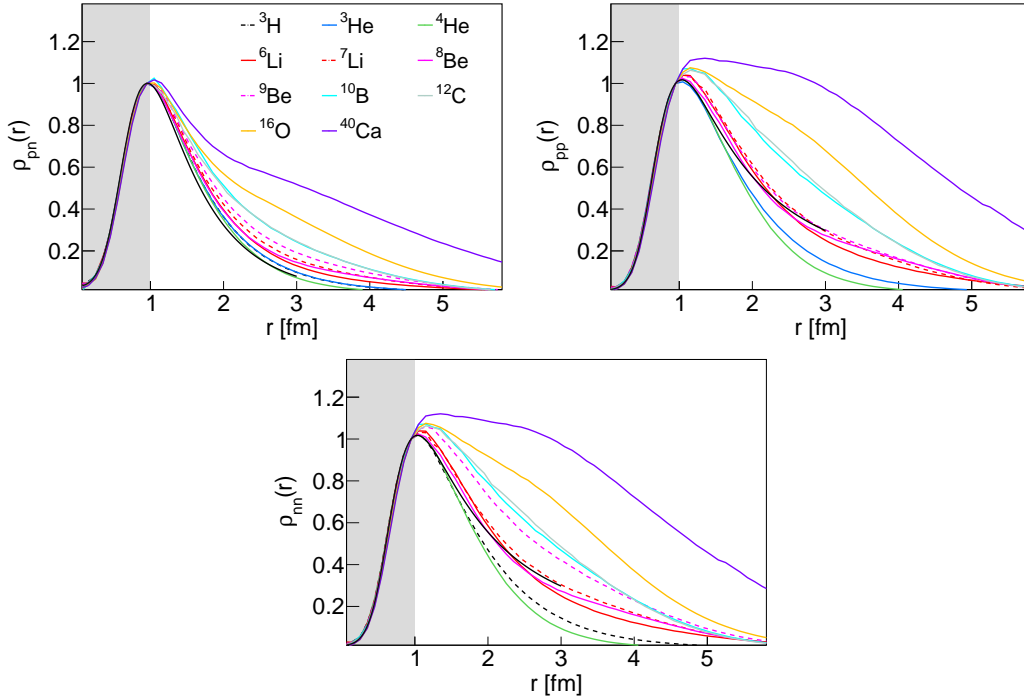 ³H ³He ⁴He
⁶Li ⁷Li ⁸Be
⁹Be ¹⁰B ¹²C
¹⁶O ⁴⁰Ca
ρpn(r)
1.2
1
0.8
0.6
0.4
0.2
1 2 3 4 5
r [fm]
ρpp(r)
1.2
1
0.8
0.6
0.4
0.2
1 2 3 4 5
r [fm]
ρnn(r)
1.2
1
0.8
0.6
0.4
0.2
1 2 3 4 5
r [fm]